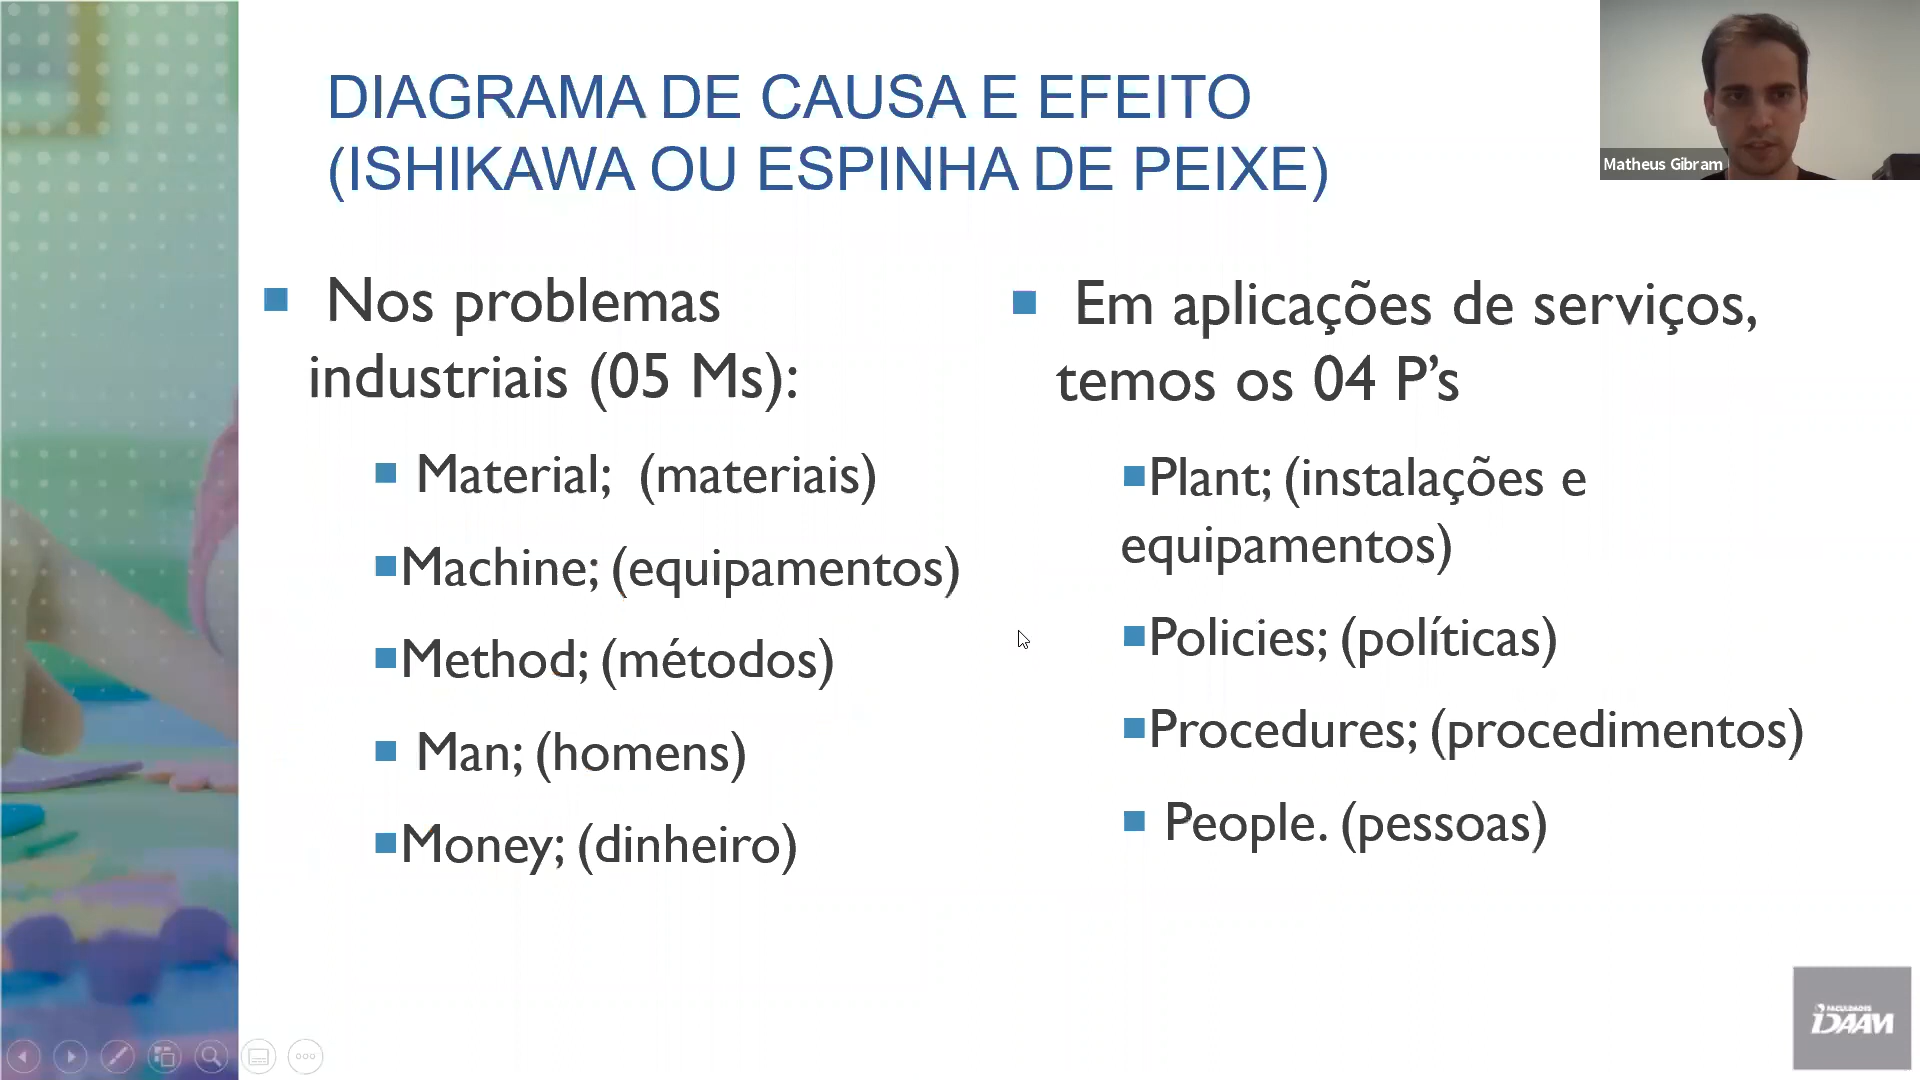 DIAGRAMA DE CAUSA E EFEITO
(ISHIKAWA OU ESPINHA DE PEIXE)
Matheus Gibram
Nos problemas
industriais (05 Ms):
Material;  (materiais)
Machine; (equipamentos)
Method; (métodos)
Man; (homens)
Money; (dinheiro)
Em aplicações de serviços,
temos os 04 P’s
Plant; (instalações e
equipamentos)
Policies; (políticas)
Procedures; (procedimentos)
People. (pessoas)
FACULDADES
IDAAM